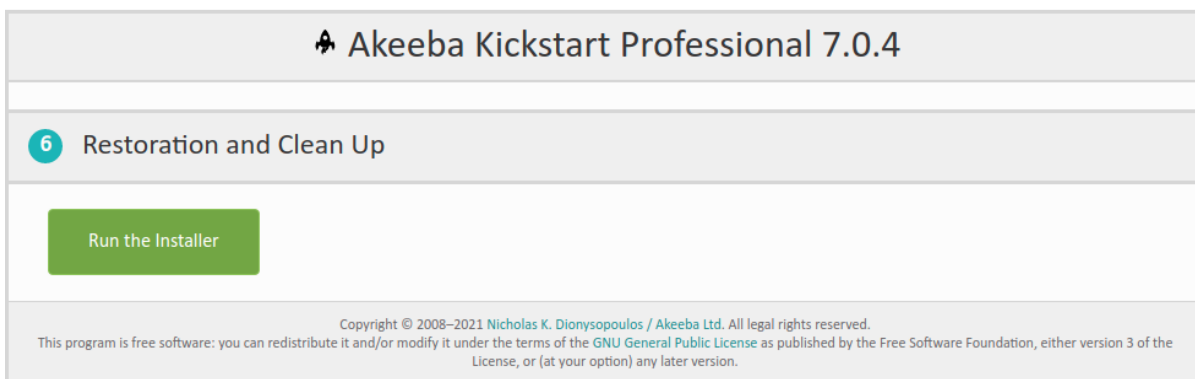 Akeeba Kickstart Professional 7.0.4
6 Restoration and Clean Up
Run the Installer
Copyright © 2008–2021 Nicholas K. Dionysopoulos / Akeeba Ltd. All legal rights reserved.
This program is free software: you can redistribute it and/or modify it under the terms of the GNU General Public License as published by the Free Software Foundation, either version 3 of the
License, or (at your option) any later version.